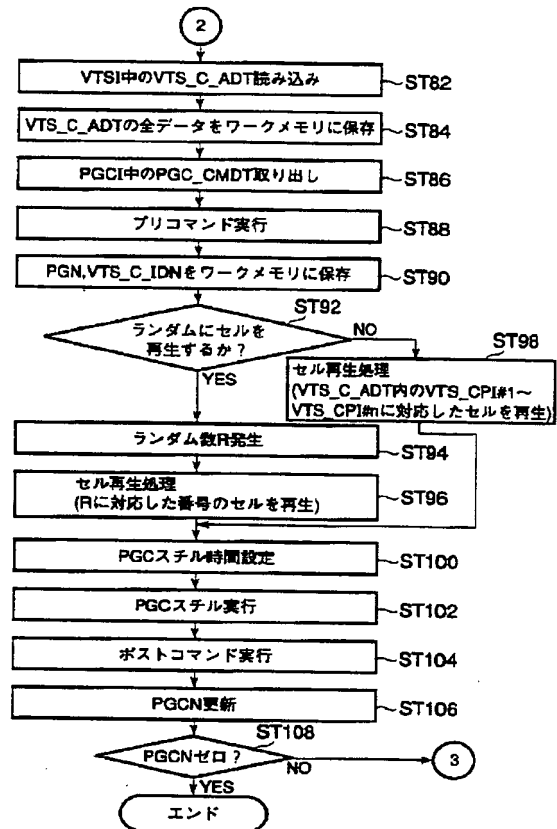 2
VTSI中のVTS_C_ADT読み込み
ST82
VTS_C_ADTの全データをワークメモリに保存
ST84
PGCI中のPGC_CMDT取り出し
ST86
プリコマンド実行
ST88
PGN,VTS_C_IDNをワークメモリに保存
ST90
ST92
ランダムにセルを
再生するか?
NO
YES
ST98
セル再生処理
(VTS_C_ADT内のVTS_CPI#1〜
VTS_CPI#nに対応したセルを再生)
ランダム数R発生
ST94
セル再生処理
(Rに対応した番号のセルを再生)
ST96
PGCスチル時間設定
ST100
PGCスチル実行
ST102
ポストコマンド実行
ST104
PGCN更新
ST106
ST108
PGCNゼロ?
NO
3
YES
エンド